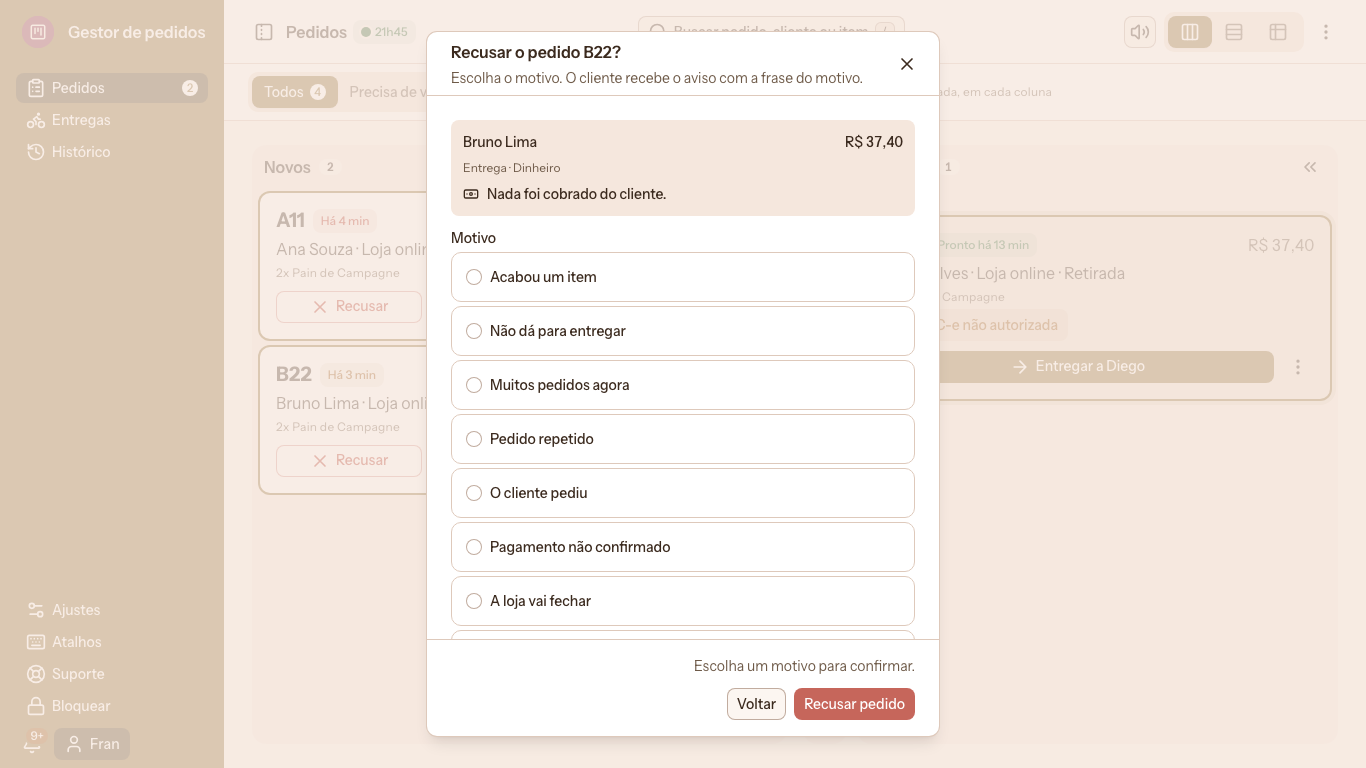 Gestor de pedidos
Pedidos 2
Entregas
Histórico
Ajustes
Atalhos
Suporte
Bloquear
9+
Fran
Pedidos 21h45
Buscar pedido, cliente ou item /
Todos 4 Precisa de v
ada, em cada coluna
Novos 2
A11 Há 4 min
Ana Souza · Loja onlin
2x Pain de Campagne
Recusar
B22 Há 3 min
Bruno Lima · Loja onli
2x Pain de Campagne
Recusar
1
Pronto há 13 min R$ 37,40
lves · Loja online · Retirada
Campagne
C-e não autorizada
Entregar a Diego
Recusar o pedido B22?
Escolha o motivo. O cliente recebe o aviso com a frase do motivo.
Bruno Lima R$ 37,40
Entrega · Dinheiro
Nada foi cobrado do cliente.
Motivo
Acabou um item
Não dá para entregar
Muitos pedidos agora
Pedido repetido
O cliente pediu
Pagamento não confirmado
A loja vai fechar
Escolha um motivo para confirmar.
Voltar Recusar pedido